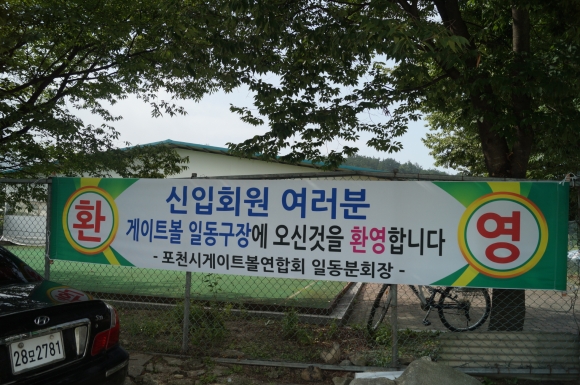 환 영
신입회원 여러분
게이트볼 일동구장에 오신것을 환영합니다
- 포천시게이트볼연합회 일동분회장 -
28모2781